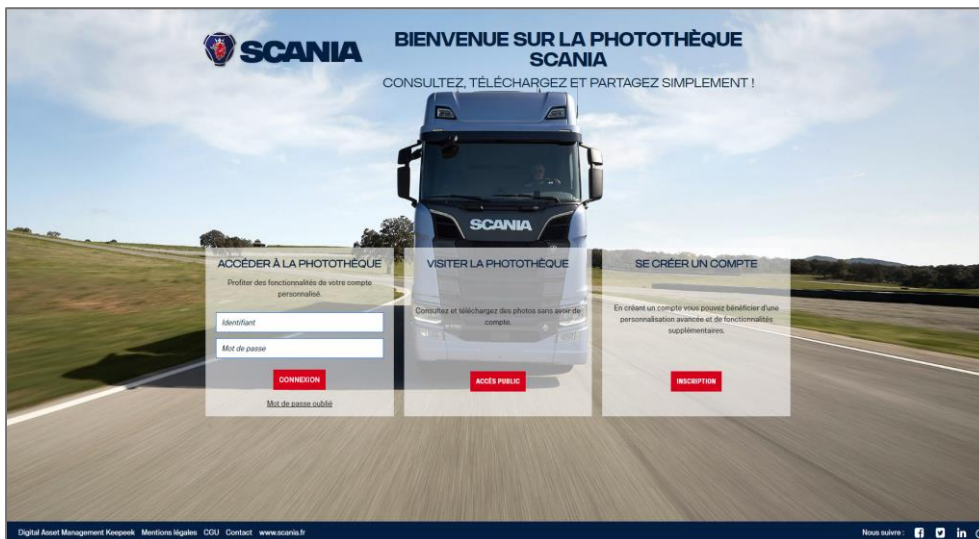 SCANIA
BIENVENUE SUR LA PHOTOTHÈQUE
SCANIA
CONSULTEZ, TÉLÉCHARGEZ ET PARTAGEZ SIMPLEMENT !
SCANIA
ACCÉDER À LA PHOTOTHÈQUE
Profiter des fonctionnalités de votre compte
personnalisé.
Identifiant
Mot de passe
CONNEXION
Mot de passe oublié
VISITER LA PHOTOTHÈQUE
Consultez et téléchargez des photos sans avoir de
compte.
ACCÈS PUBLIC
SE CRÉER UN COMPTE
En créant un compte vous pouvez bénéficier d'une
personnalisation avancée et de fonctionnalités
supplémentaires.
INSCRIPTION
Digital Asset Management Keepeek Mentions légales CGU Contact www.scania.fr
Nous suivre :